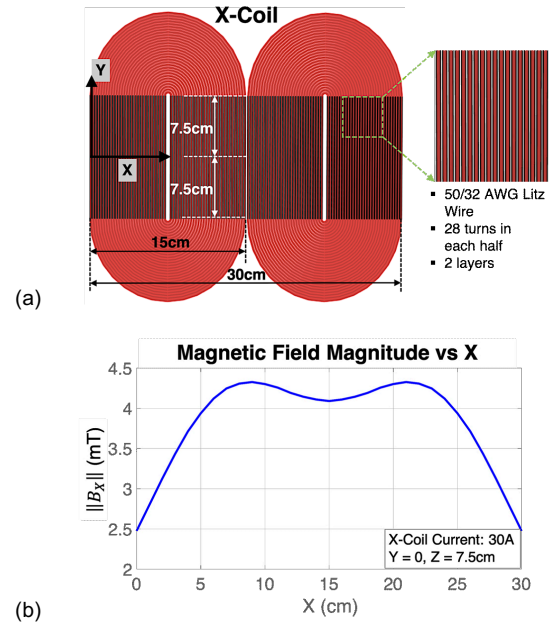 X-Coil
Y
7.5cm
X
7.5cm
15cm
30cm
▪ 50/32 AWG Litz
Wire
▪ 28 turns in
each half
▪ 2 layers
(a)
Magnetic Field Magnitude vs X
4.5
4
3.5
3
2.5
2
||B_X|| (mT)
X-Coil Current: 30A
Y = 0, Z = 7.5cm
0 5 10 15 20 25 30
X (cm)
(b)